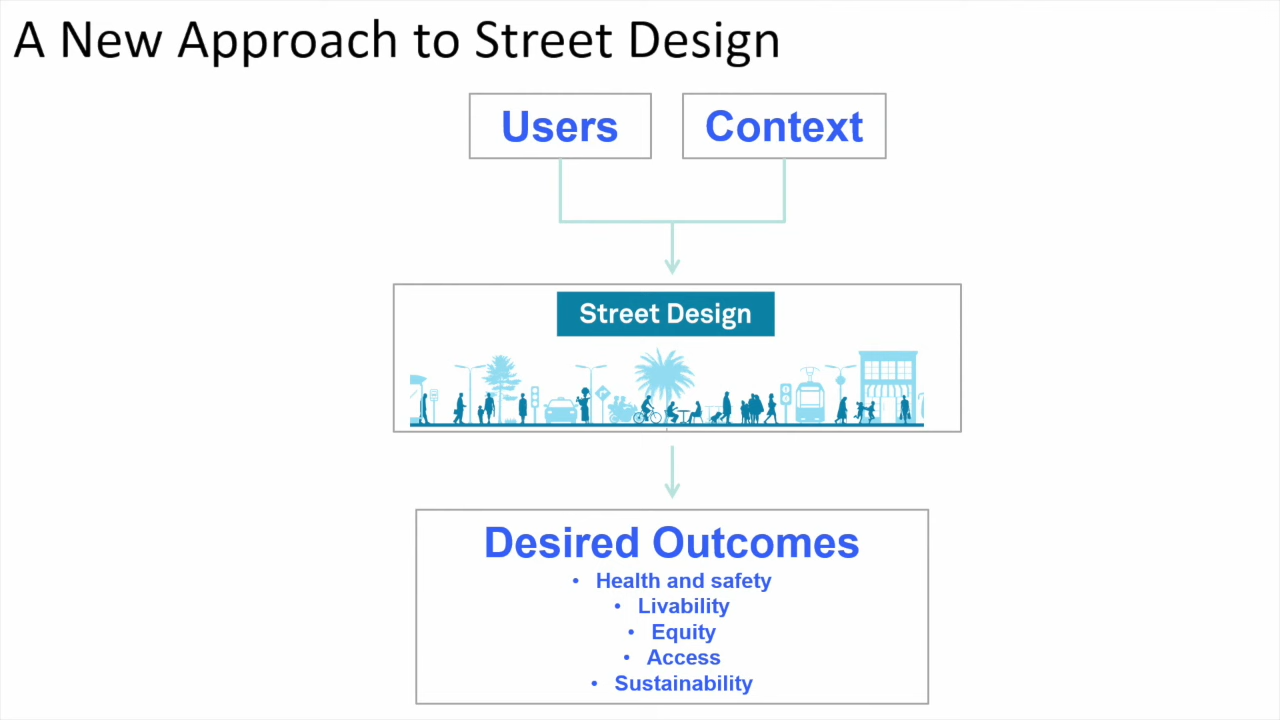 A New Approach to Street Design
Users
Context
Street Design
Desired Outcomes
• Health and safety
• Livability
• Equity
• Access
• Sustainability